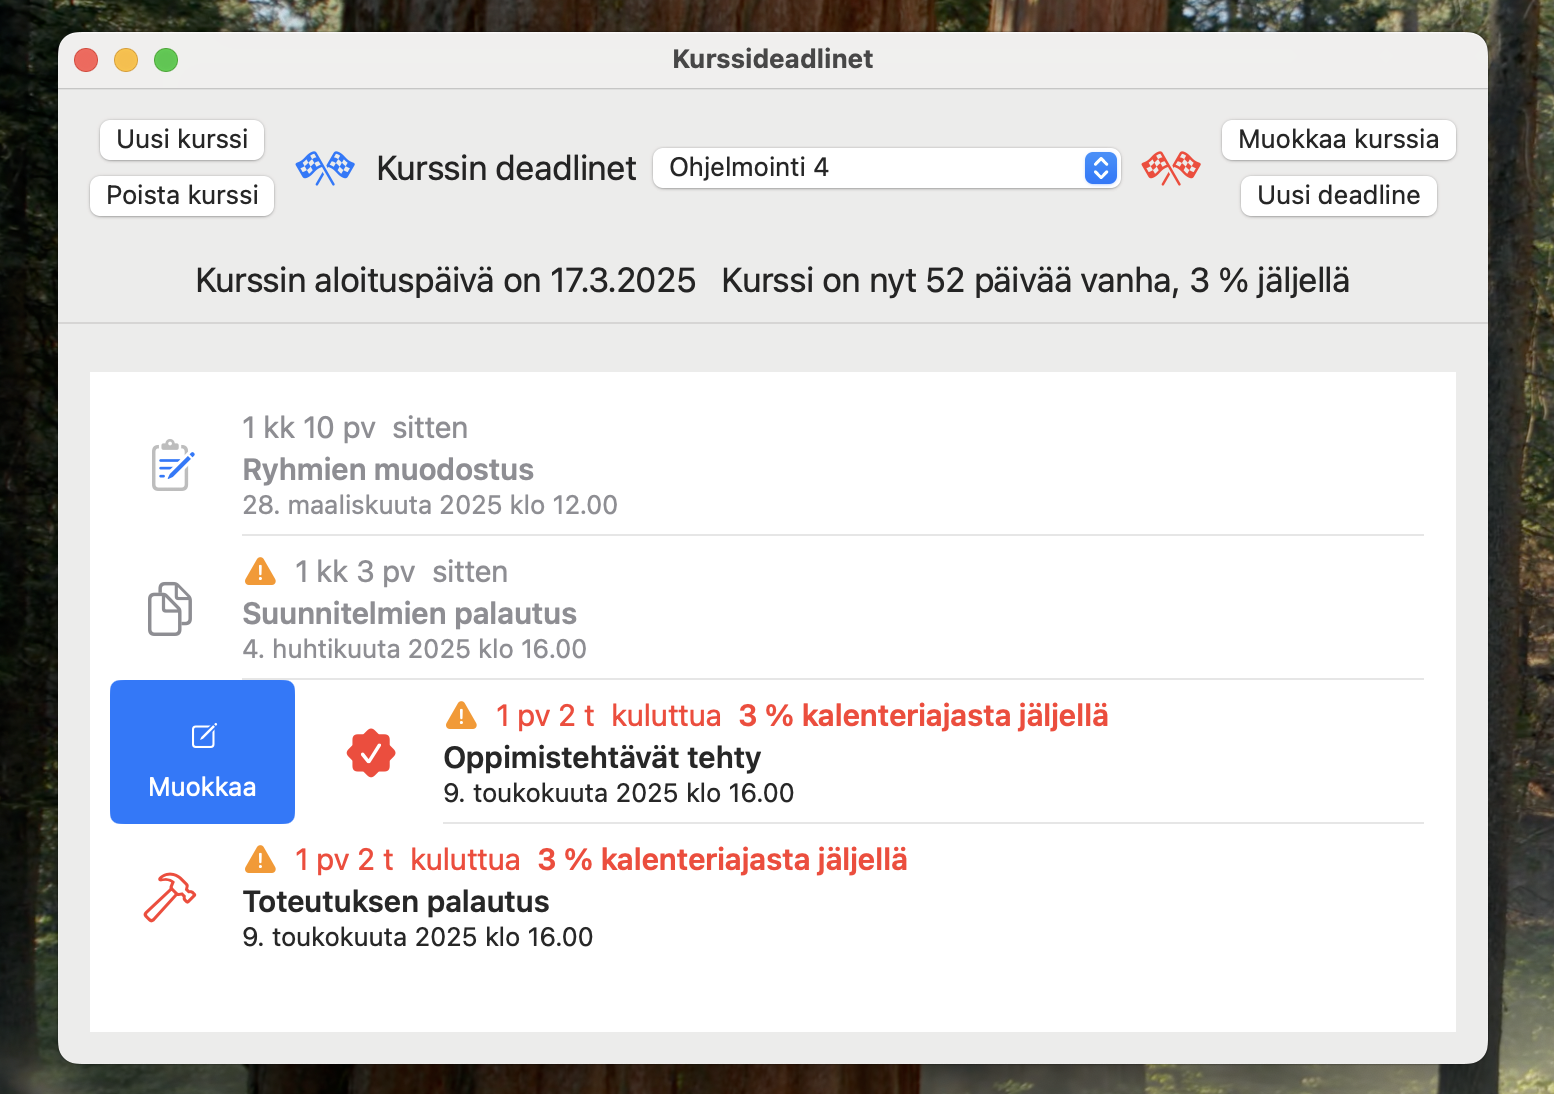 Kurssideadlinet
Uusi kurssi
Poista kurssi
Kurssin deadlinet
Ohjelmointi 4
Muokkaa kurssia
Uusi deadline
Kurssin aloituspäivä on 17.3.2025 Kurssi on nyt 52 päivää vanha, 3 % jäljellä
1 kk 10 pv sitten
Ryhmien muodostus
28. maaliskuuta 2025 klo 12.00
1 kk 3 pv sitten
Suunnitelmien palautus
4. huhtikuuta 2025 klo 16.00
Muokkaa
1 pv 2 t kuluttua 3 % kalenteriajasta jäljellä
Oppimistehtävät tehty
9. toukokuuta 2025 klo 16.00
1 pv 2 t kuluttua 3 % kalenteriajasta jäljellä
Toteutuksen palautus
9. toukokuuta 2025 klo 16.00